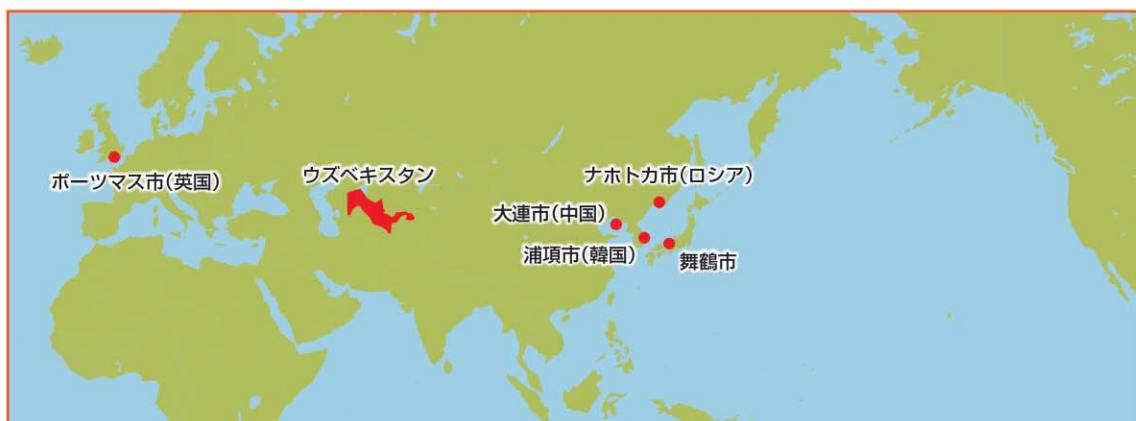 ポーツマス市(英国)
ウズベキスタン
ナホトカ市(ロシア)
大連市(中国)
浦項市(韓国)
舞鶴市